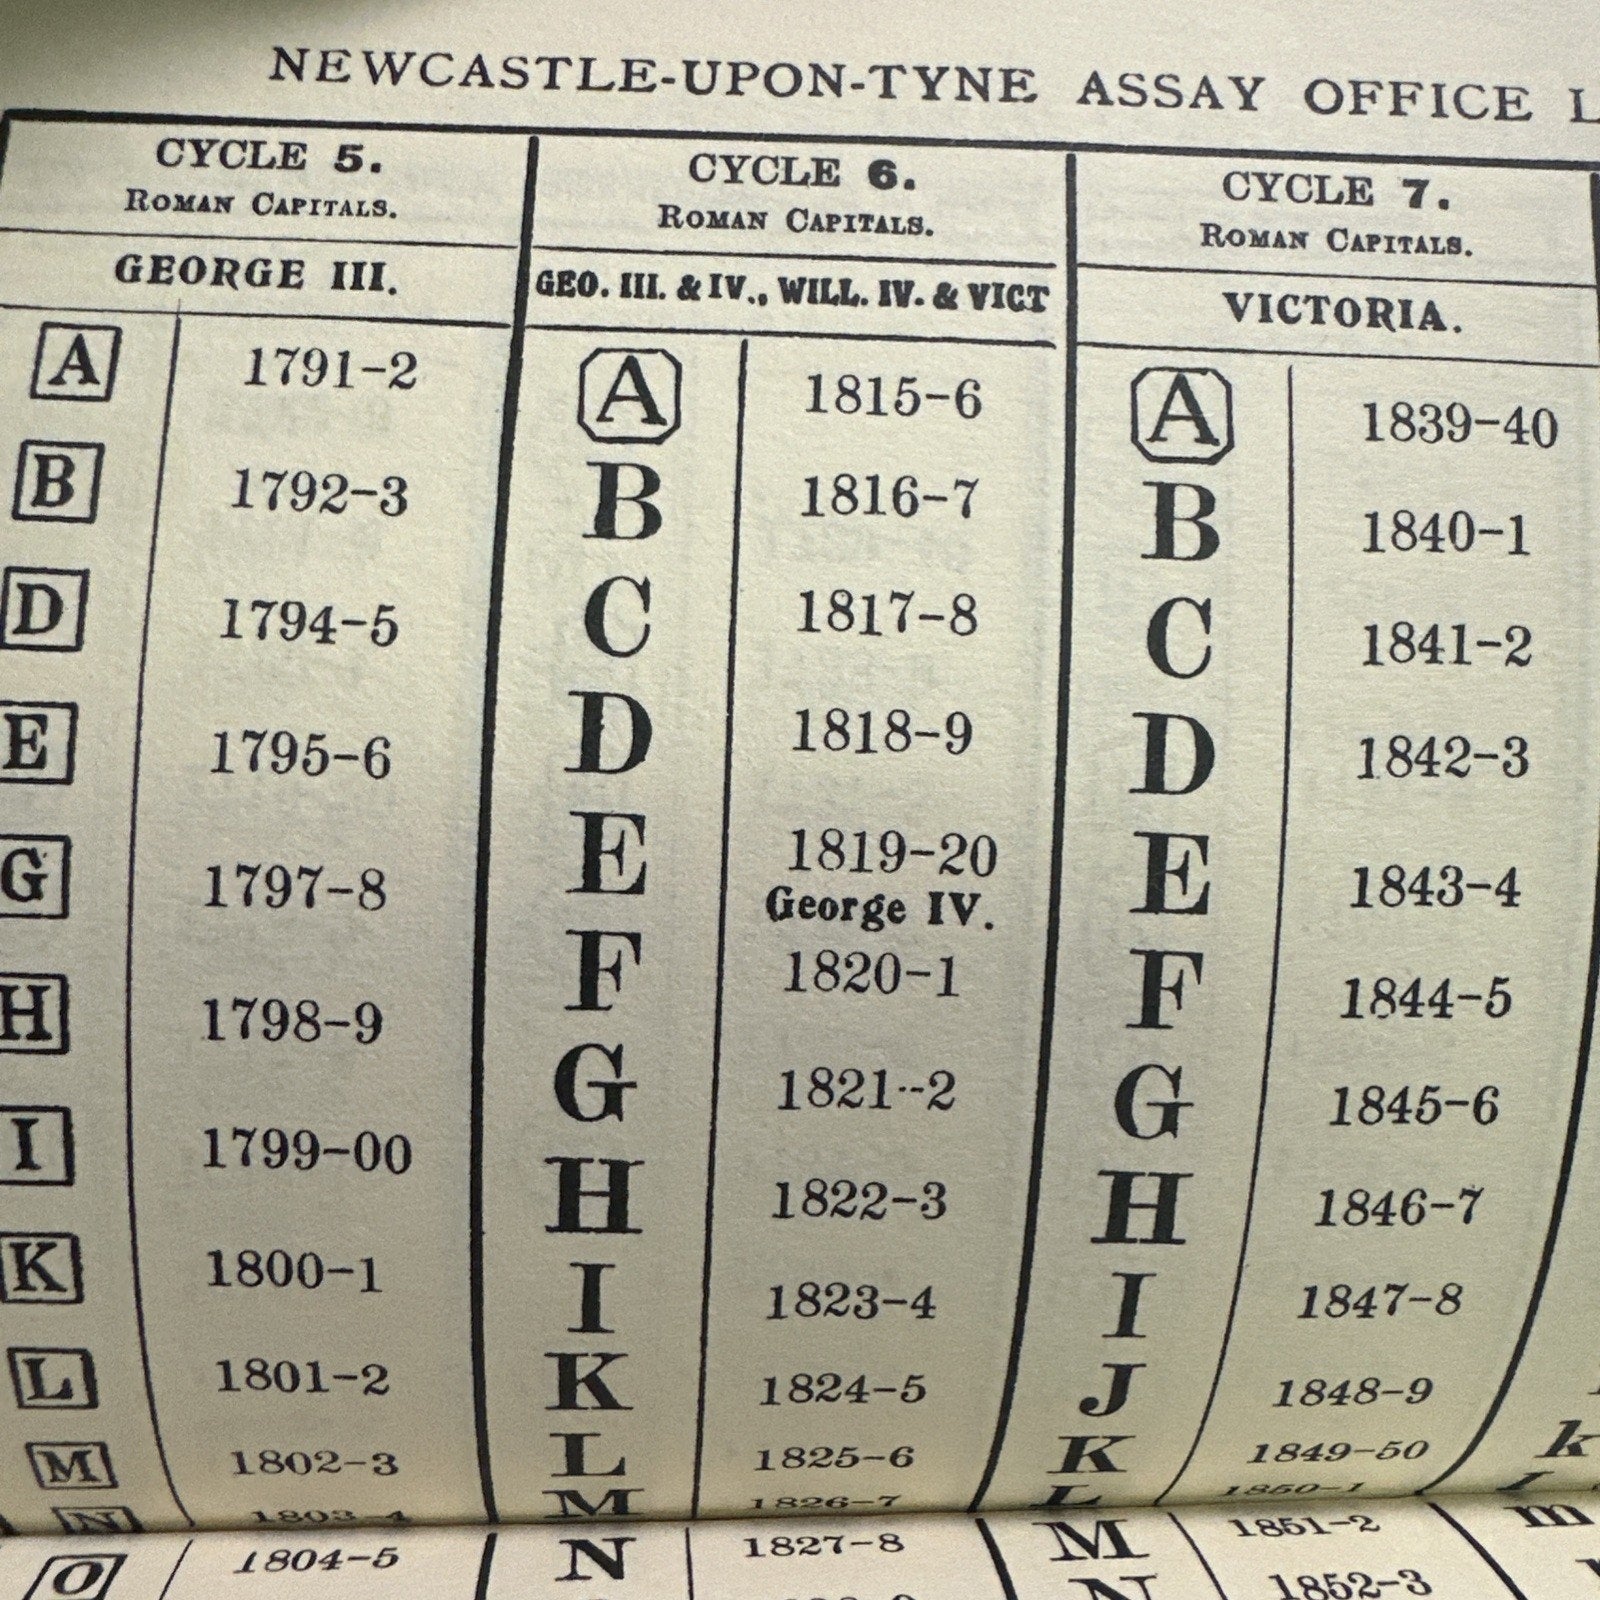 NEWCASTLE-UPON-TYNE ASSAY OFFICE
CYCLE 5.
ROMAN CAPITALS.
GEORGE III.
A 1791-2
B 1792-3
D 1794-5
E 1795-6
G 1797-8
H 1798-9
I 1799-00
K 1800-1
L 1801-2
M 1802-3
N 1803-4
O 1804-5
CYCLE 6.
ROMAN CAPITALS.
GEO. III. & IV., WILL. IV. & VICT
A 1815-6
B 1816-7
C 1817-8
D 1818-9
E 1819-20
George IV.
F 1820-1
G 1821--2
H 1822-3
I 1823-4
K 1824-5
L 1825-6
M 1826-7
N 1827-8
CYCLE 7.
ROMAN CAPITALS.
VICTORIA.
A 1839-40
B 1840-1
C 1841-2
D 1842-3
E 1843-4
F 1844-5
G 1845-6
H 1846-7
I 1847-8
J 1848-9
K 1849-50
L 1850-1
M 1851-2
N 1852-3
k
l
m